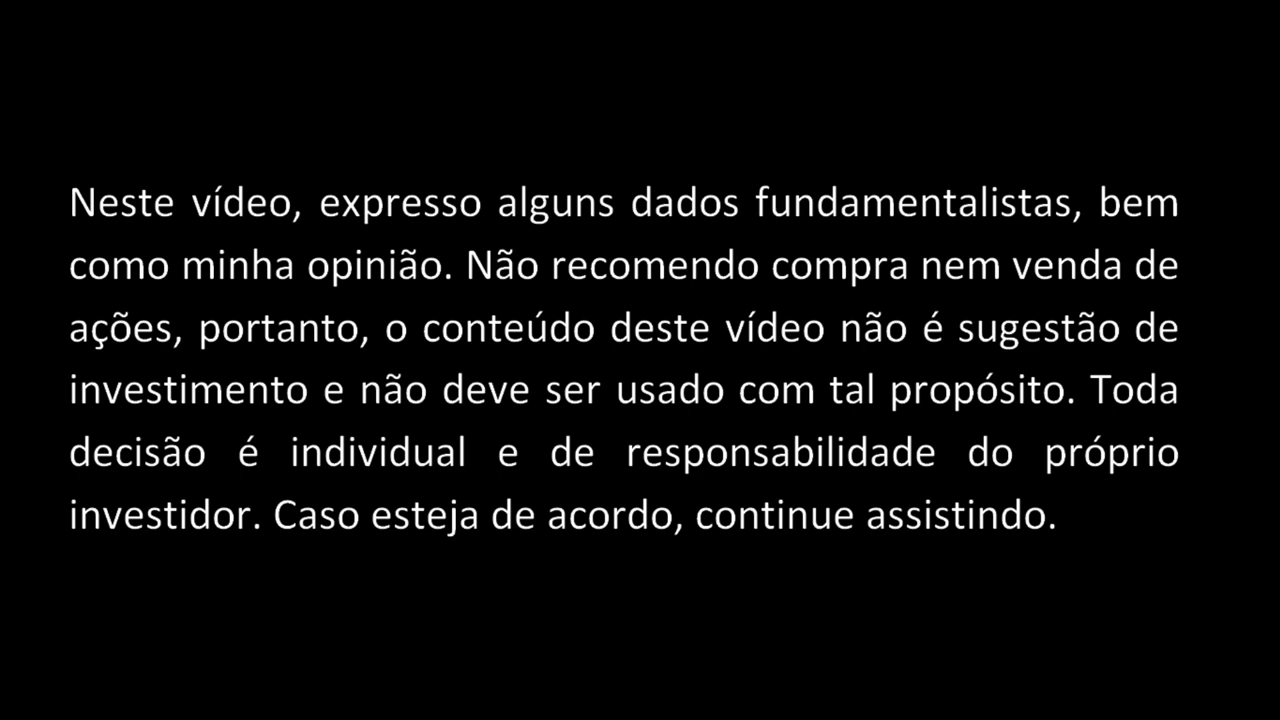 Neste vídeo, expresso alguns dados fundamentalistas, bem
como minha opinião. Não recomendo compra nem venda de
ações, portanto, o conteúdo deste vídeo não é sugestão de
investimento e não deve ser usado com tal propósito. Toda
decisão é individual e de responsabilidade do próprio
investidor. Caso esteja de acordo, continue assistindo.